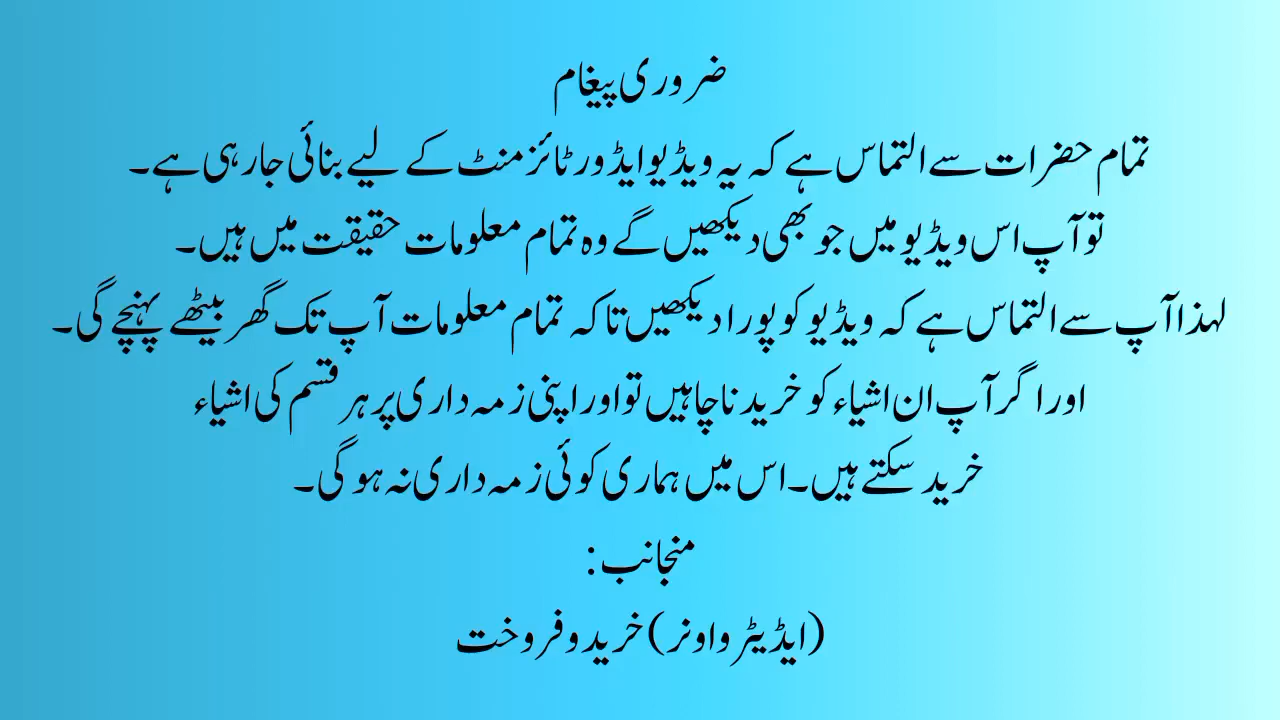 ضروری پیغام
تمام حضرات سے التماس ہے کہ یہ ویڈیو ایڈورٹائزمنٹ کے لیے بنائی جارہی ہے۔
تو آپ اس ویڈیو میں جو بھی دیکھیں گے وہ تمام معلومات حقیقت میں ہیں۔
لہذا آپ سے التماس ہے کہ ویڈیو کو پورا دیکھیں تاکہ تمام معلومات آپ تک گھر بیٹھے پہنچے گی۔
اور اگر آپ ان اشیاء کو خریدنا چاہیں تو اور اپنی زمہ داری پر ہر قسم کی اشیاء
خرید سکتے ہیں۔ اس میں ہماری کوئی زمہ داری نہ ہوگی۔
منجانب:
(ایڈیٹر واونر) خرید و فروخت